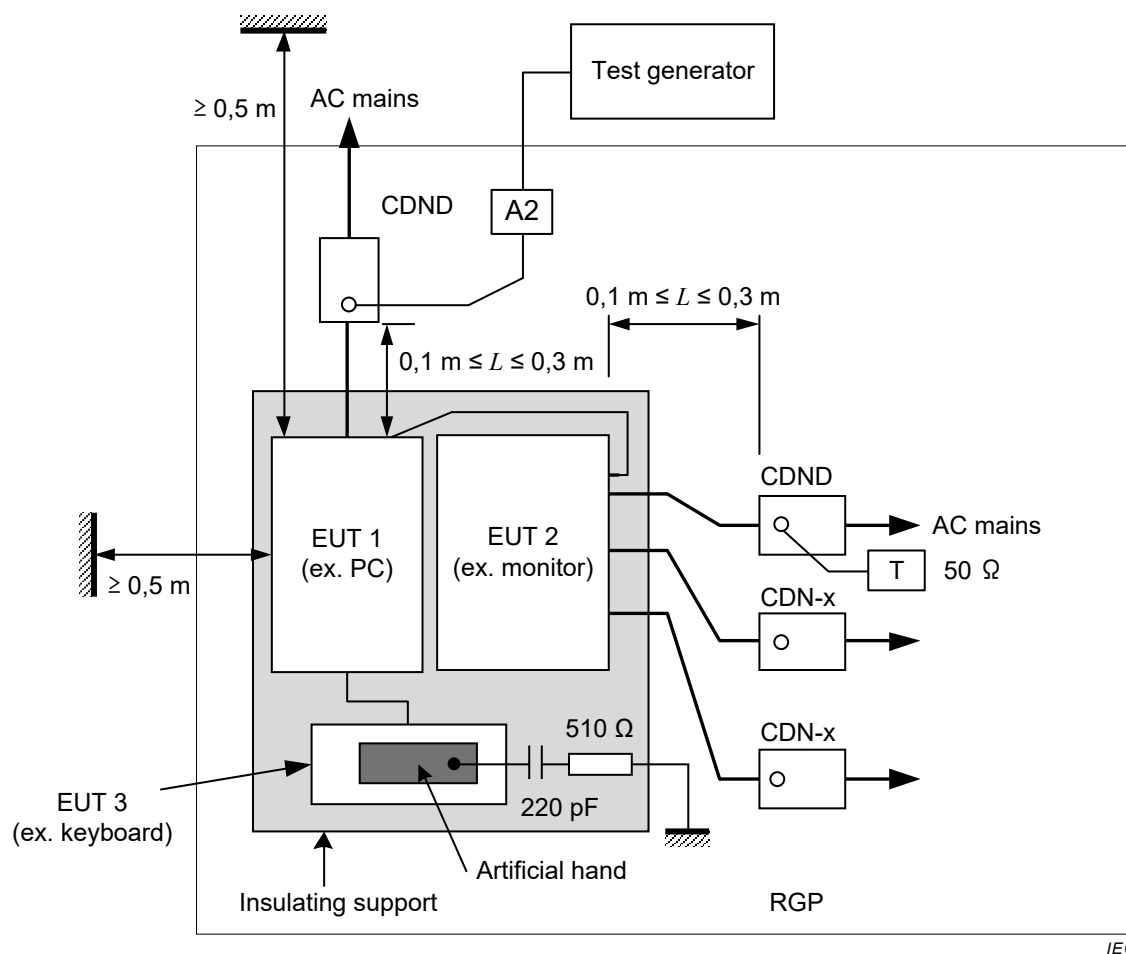 Test generator
≥ 0,5 m
AC mains
CDND
A2
0,1 m ≤ L ≤ 0,3 m
0,1 m ≤ L ≤ 0,3 m
CDND
AC mains
EUT 1
(ex. PC)
EUT 2
(ex. monitor)
T
50 Ω
≥ 0,5 m
CDN-x
CDN-x
510 Ω
220 pF
EUT 3
(ex. keyboard)
Artificial hand
Insulating support
RGP